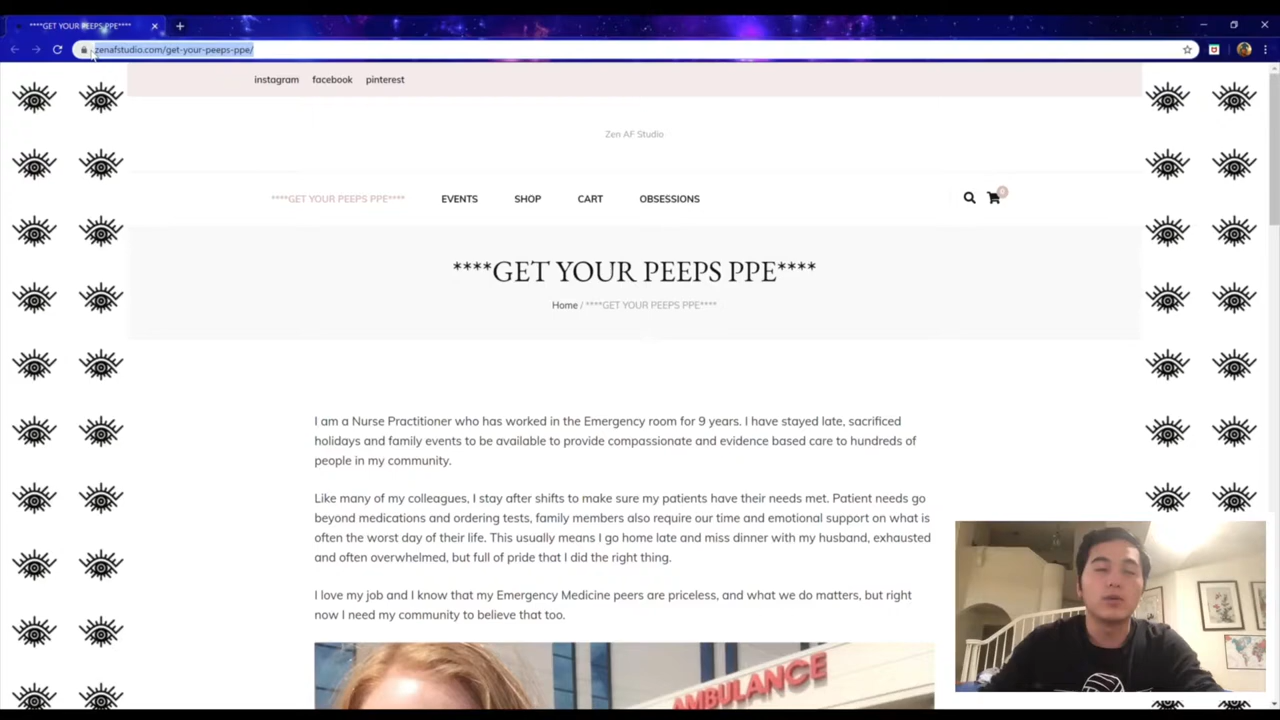 ****GET YOUR PEEPS PPE****
zenafstudio.com/get-your-peeps-ppe/
instagram facebook pinterest
Zen AF Studio
****GET YOUR PEEPS PPE**** EVENTS SHOP CART OBSESSIONS
****GET YOUR PEEPS PPE****
Home / ****GET YOUR PEEPS PPE****
I am a Nurse Practitioner who has worked in the Emergency room for 9 years. I have stayed late, sacrificed
holidays and family events to be available to provide compassionate and evidence based care to hundreds of
people in my community.
Like many of my colleagues, I stay after shifts to make sure my patients have their needs met. Patient needs go
beyond medications and ordering tests, family members also require our time and emotional support on what is
often the worst day of their life. This usually means I go home late and miss dinner with my husband, exhausted
and often overwhelmed, but full of pride that I did the right thing.
I love my job and I know that my Emergency Medicine peers are priceless, and what we do matters, but right
now I need my community to believe that too.
AMBULANCE